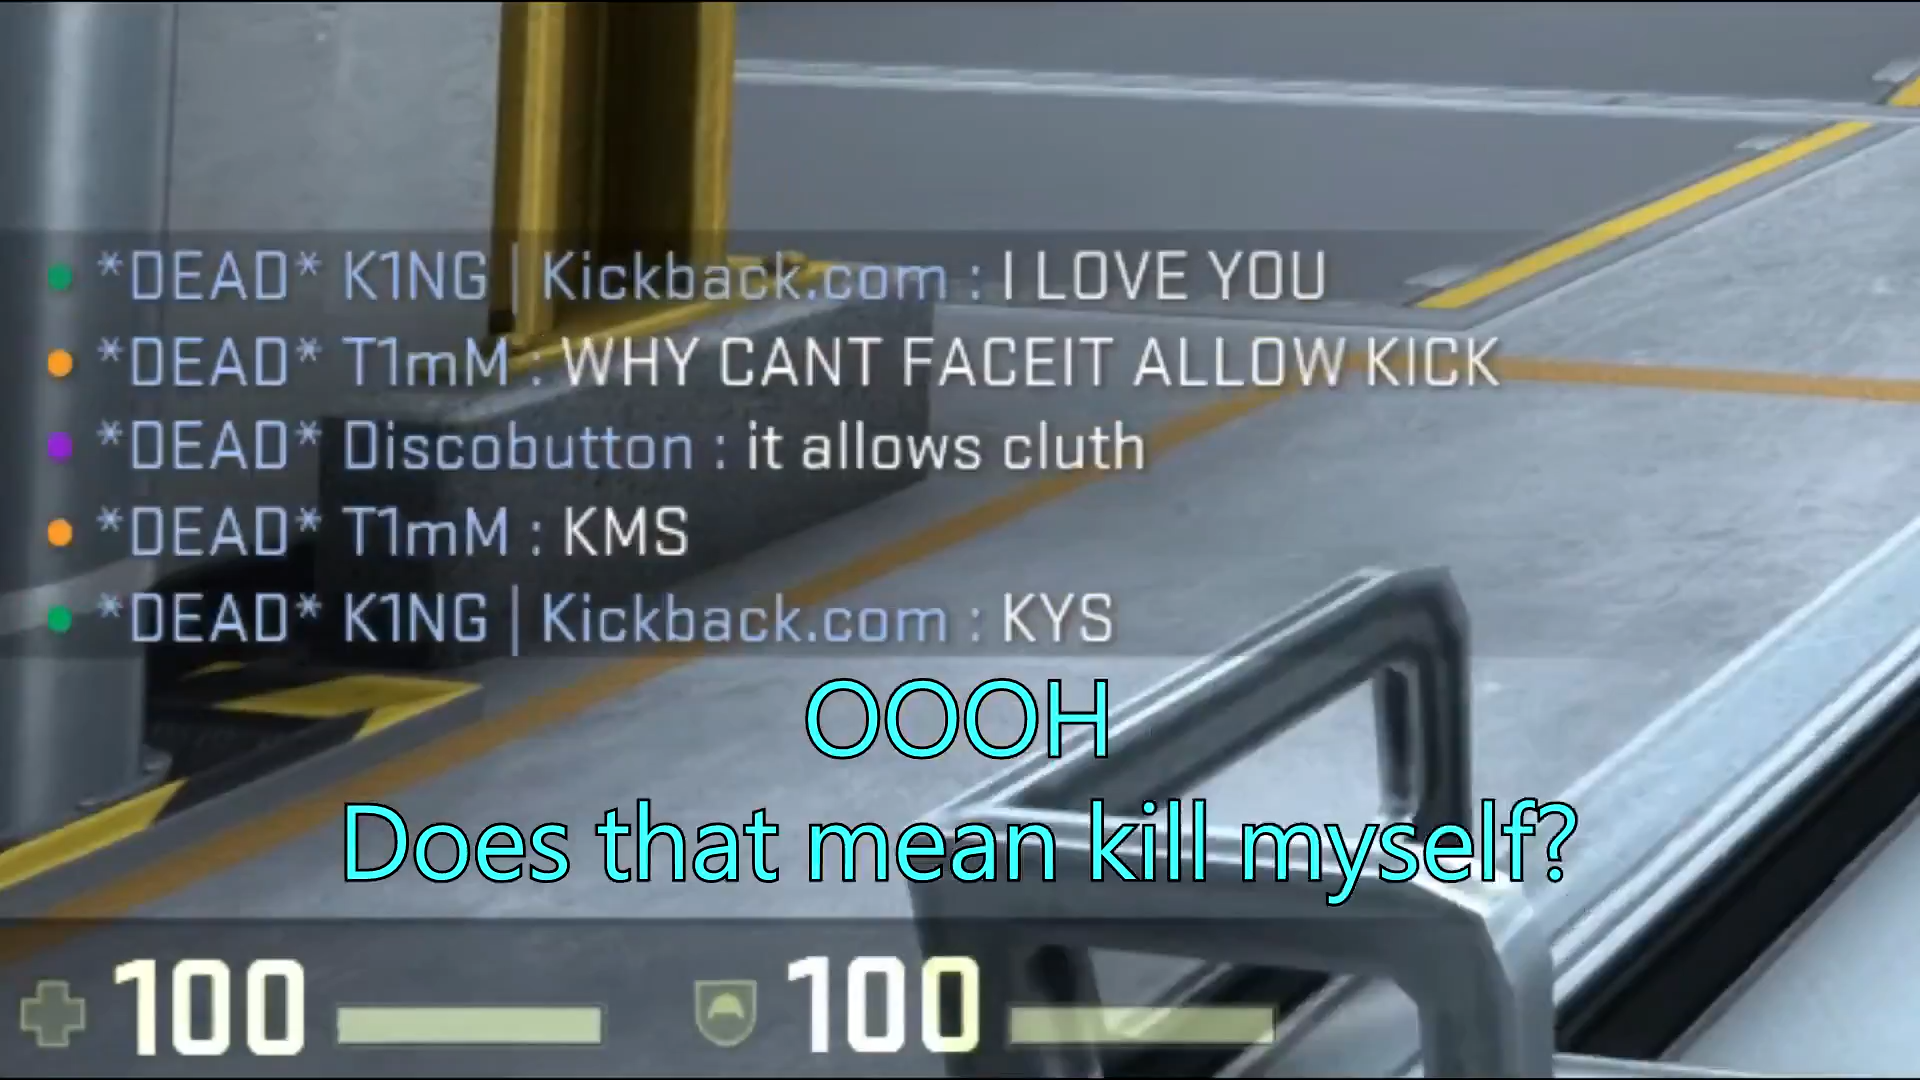 *DEAD* K1NG | Kickback.com : I LOVE YOU
*DEAD* T1mM : WHY CANT FACEIT ALLOW KICK
*DEAD* Discobutton : it allows cluth
*DEAD* T1mM : KMS
*DEAD* K1NG | Kickback.com : KYS
OOOH
Does that mean kill myself?
100 100